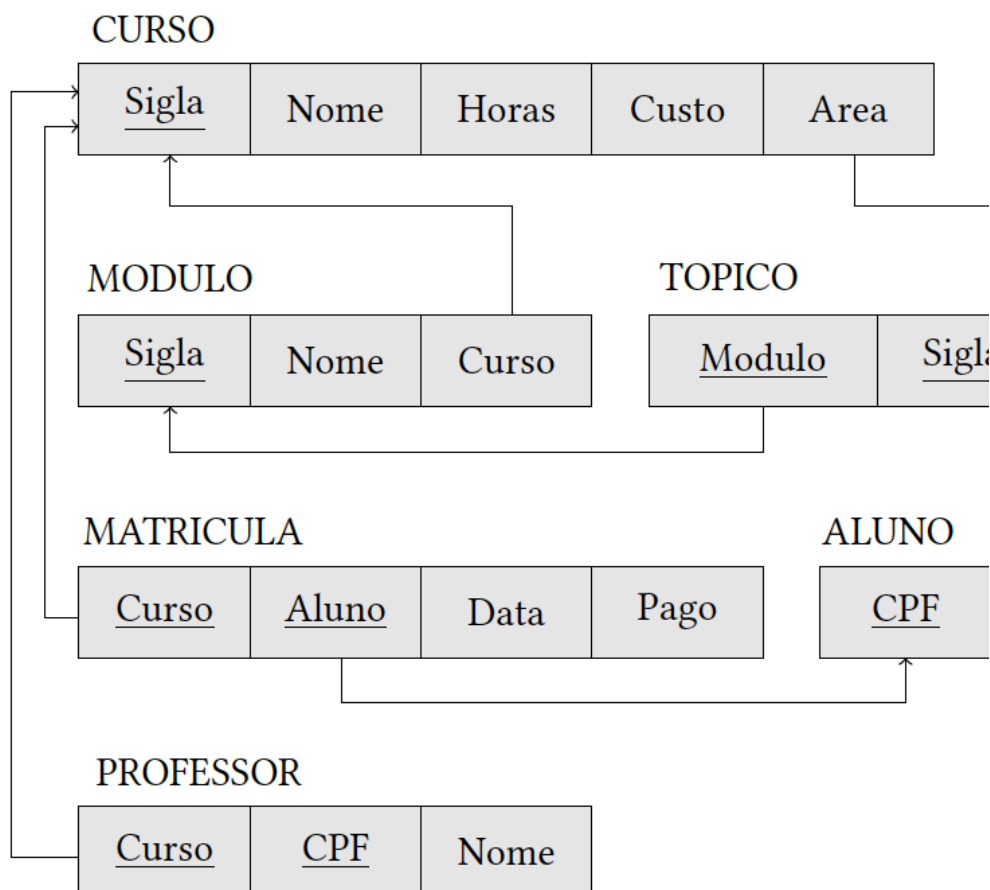 CURSO
Sigla Nome Horas Custo Area
MODULO TOPICO
Sigla Nome Curso Modulo Sigla
MATRICULA ALUNO
Curso Aluno Data Pago CPF
PROFESSOR
Curso CPF Nome